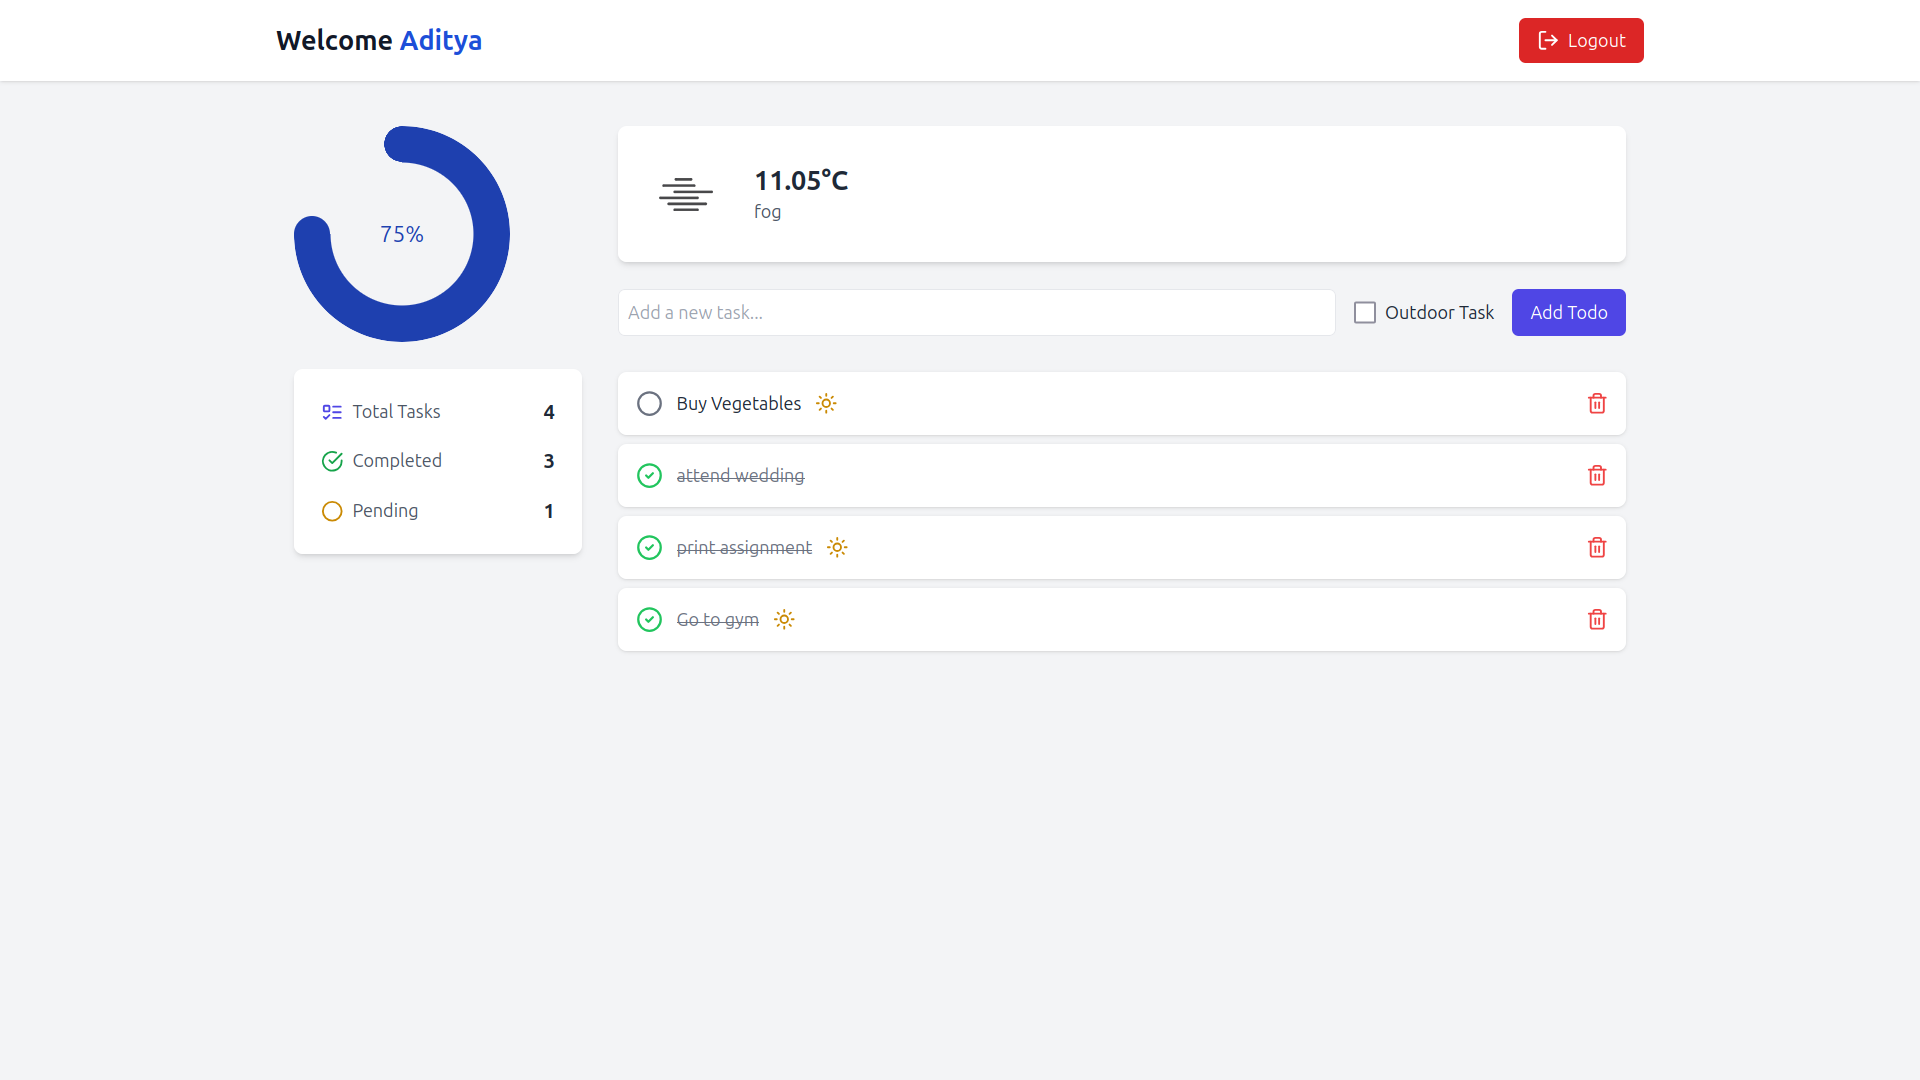 Welcome Aditya
Logout
75%
Total Tasks 4
Completed 3
Pending 1
11.05°C
fog
Add a new task...
Outdoor Task
Add Todo
Buy Vegetables
attend wedding
print assignment
Go to gym